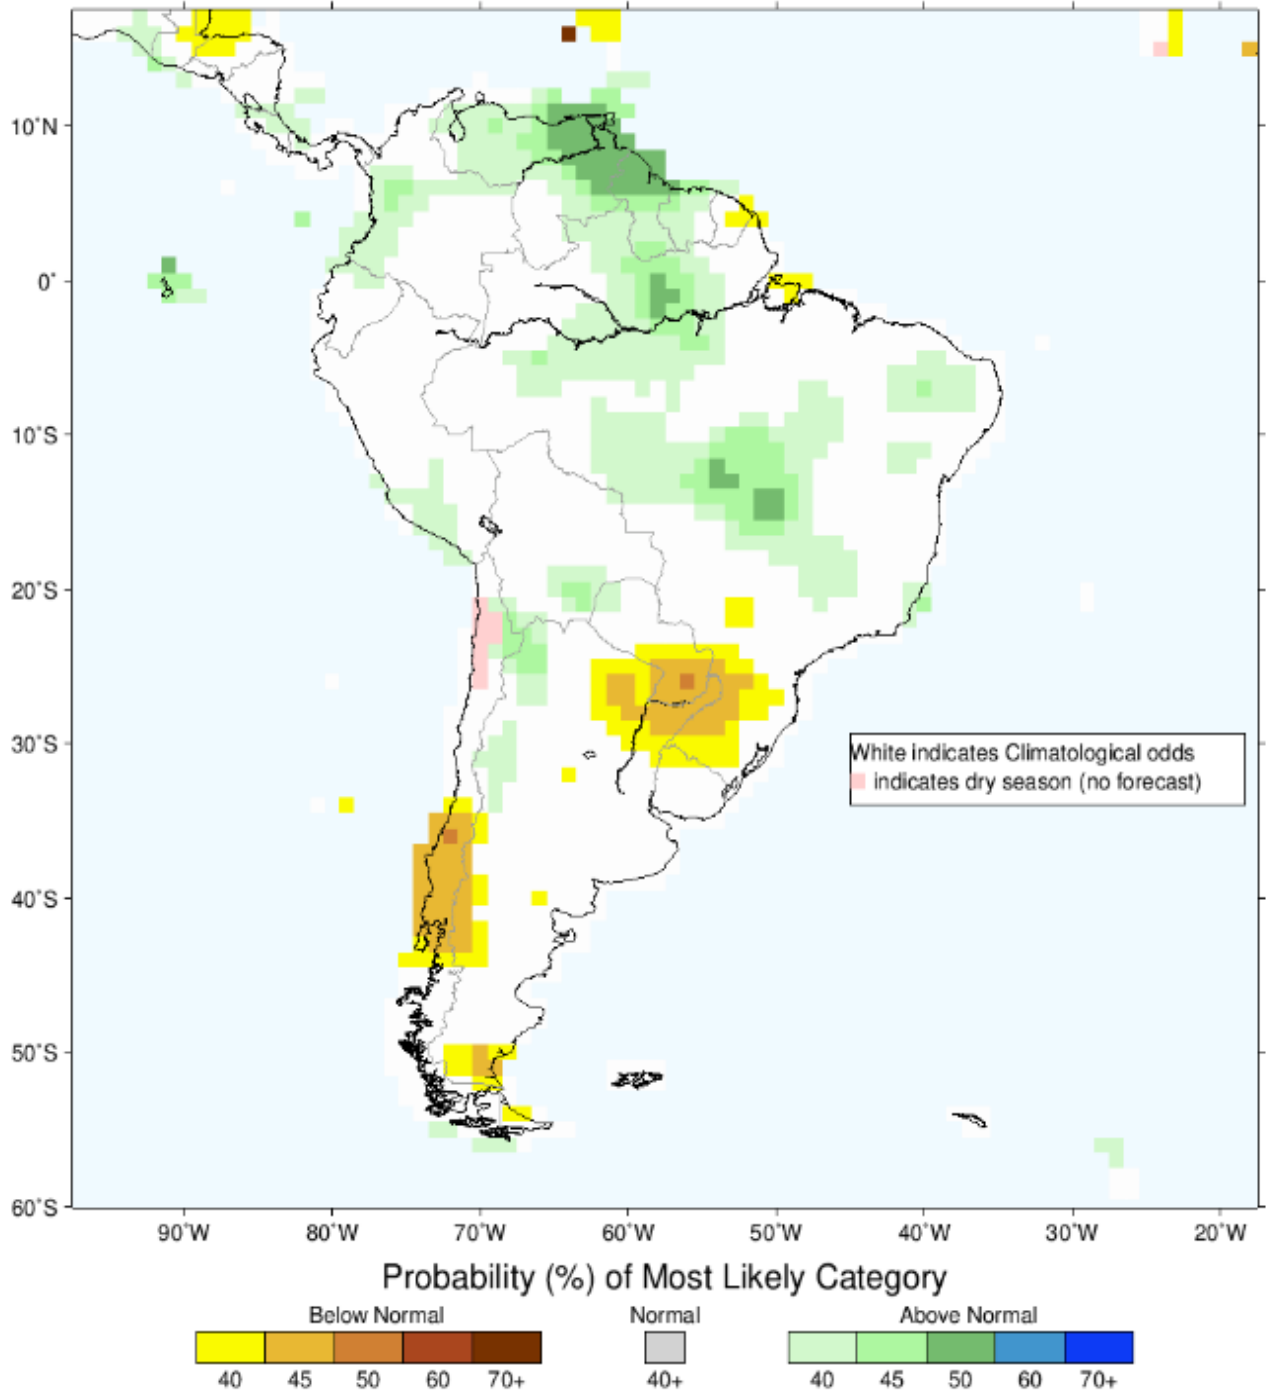 10°N
0°
10°S
20°S
30°S
40°S
50°S
60°S
White indicates Climatological odds
indicates dry season (no forecast)
90°W 80°W 70°W 60°W 50°W 40°W 30°W 20°W
Probability (%) of Most Likely Category
Below Normal Normal Above Normal
40 45 50 60 70+ 40+ 40 45 50 60 70+